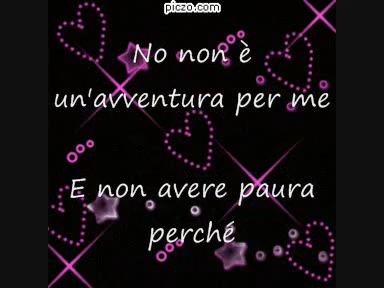 piczo.com
No non è
un'avventura per me
E non avere paura
perché